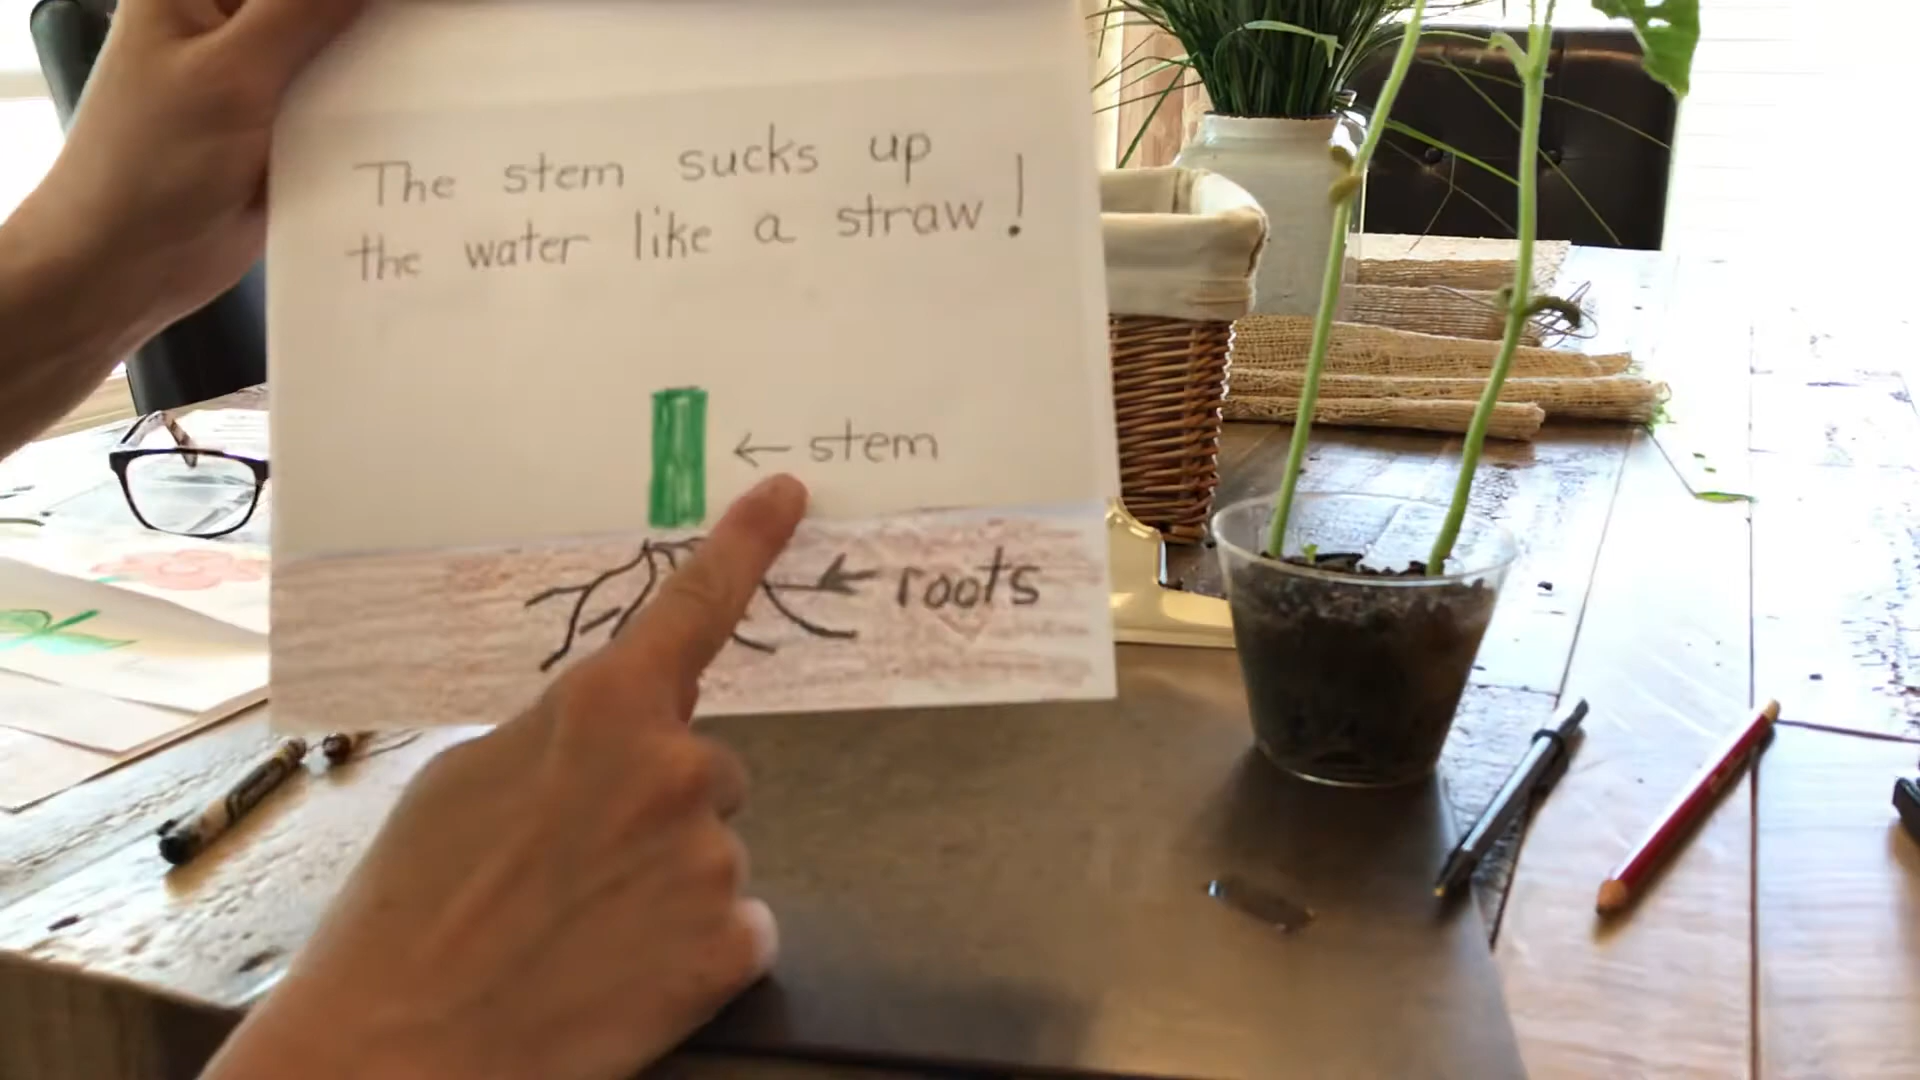 The stem sucks up
the water like a straw!
← stem
← roots